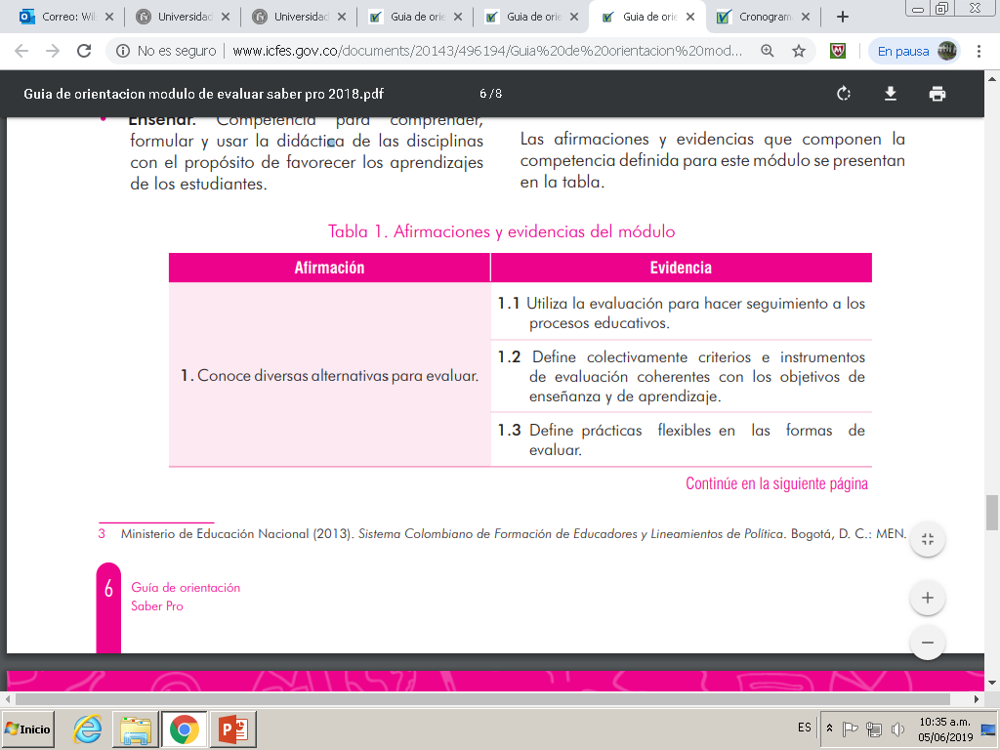 Correo: Wil
Universidad
Universidad
Guia de orie
Guia de orie
Guia de orie
Cronogram
No es seguro | www.icfes.gov.co/documents/20143/496194/Guia%20de%20orientacion%20mod...
En pausa
Guia de orientacion modulo de evaluar saber pro 2018.pdf
6 / 8
Enseñar. Competencia para comprender,
formular y usar la didáctica de las disciplinas
con el propósito de favorecer los aprendizajes
de los estudiantes.
Las afirmaciones y evidencias que componen la
competencia definida para este módulo se presentan
en la tabla.
Tabla 1. Afirmaciones y evidencias del módulo
Afirmación
Evidencia
1. Conoce diversas alternativas para evaluar.
1.1 Utiliza la evaluación para hacer seguimiento a los
procesos educativos.
1.2 Define colectivamente criterios e instrumentos
de evaluación coherentes con los objetivos de
enseñanza y de aprendizaje.
1.3 Define prácticas flexibles en las formas de
evaluar.
Continúe en la siguiente página
3 Ministerio de Educación Nacional (2013). Sistema Colombiano de Formación de Educadores y Lineamientos de Política. Bogotá, D. C.: MEN.
6
Guía de orientación
Saber Pro
Inicio
ES
10:35 a.m.
05/06/2019